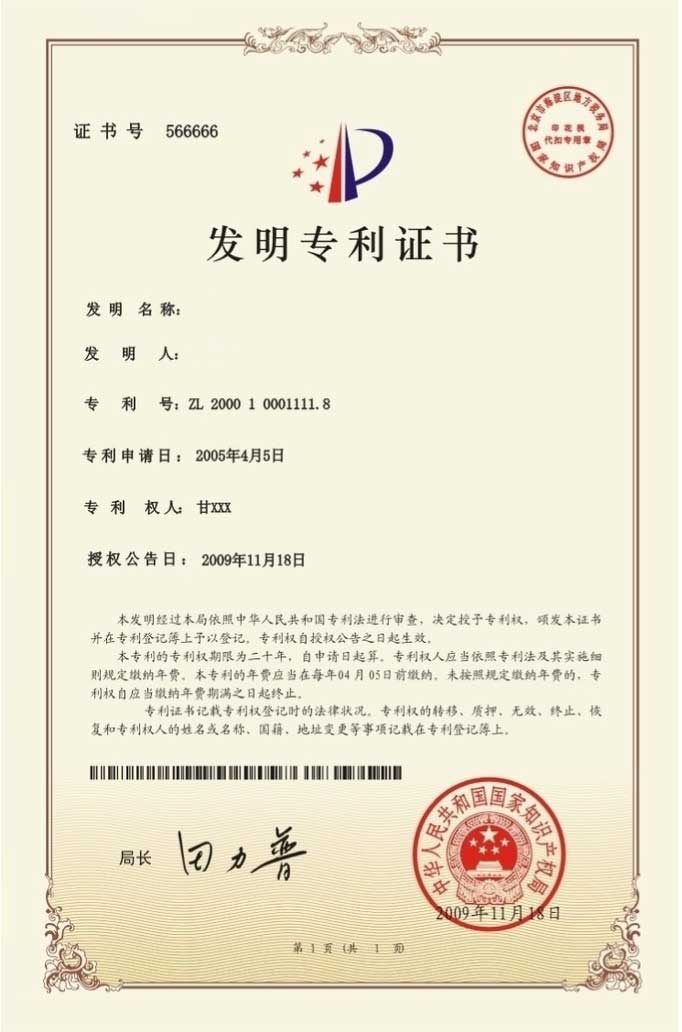 证书号 566666
北京市海淀区地方税务局
印花税
代扣专用章
国家知识产权局
发明专利证书
发明名称：
发明人：
专利号：ZL 2000 1 0001111.8
专利申请日：2005年4月5日
专利权人：甘XXX
授权公告日：2009年11月18日
本发明经过本局依照中华人民共和国专利法进行审查，决定授予专利权，颁发本证书
并在专利登记簿上予以登记。专利权自授权公告之日起生效。
本专利的专利权期限为二十年，自申请日起算。专利权人应当依照专利法及其实施细
则规定缴纳年费。本专利的年费应当在每年04 月 05日前缴纳。未按照规定缴纳年费的，专
利权自应当缴纳年费期满之日起终止。
专利证书记载专利权登记时的法律状况。专利权的转移、质押、无效、终止、恢
复和专利权人的姓名或名称、国籍、地址变更等事项记载在专利登记簿上。
局长 田力普
中华人民共和国国家知识产权局
2009年11月18日
第 1 页 (共 1 页)